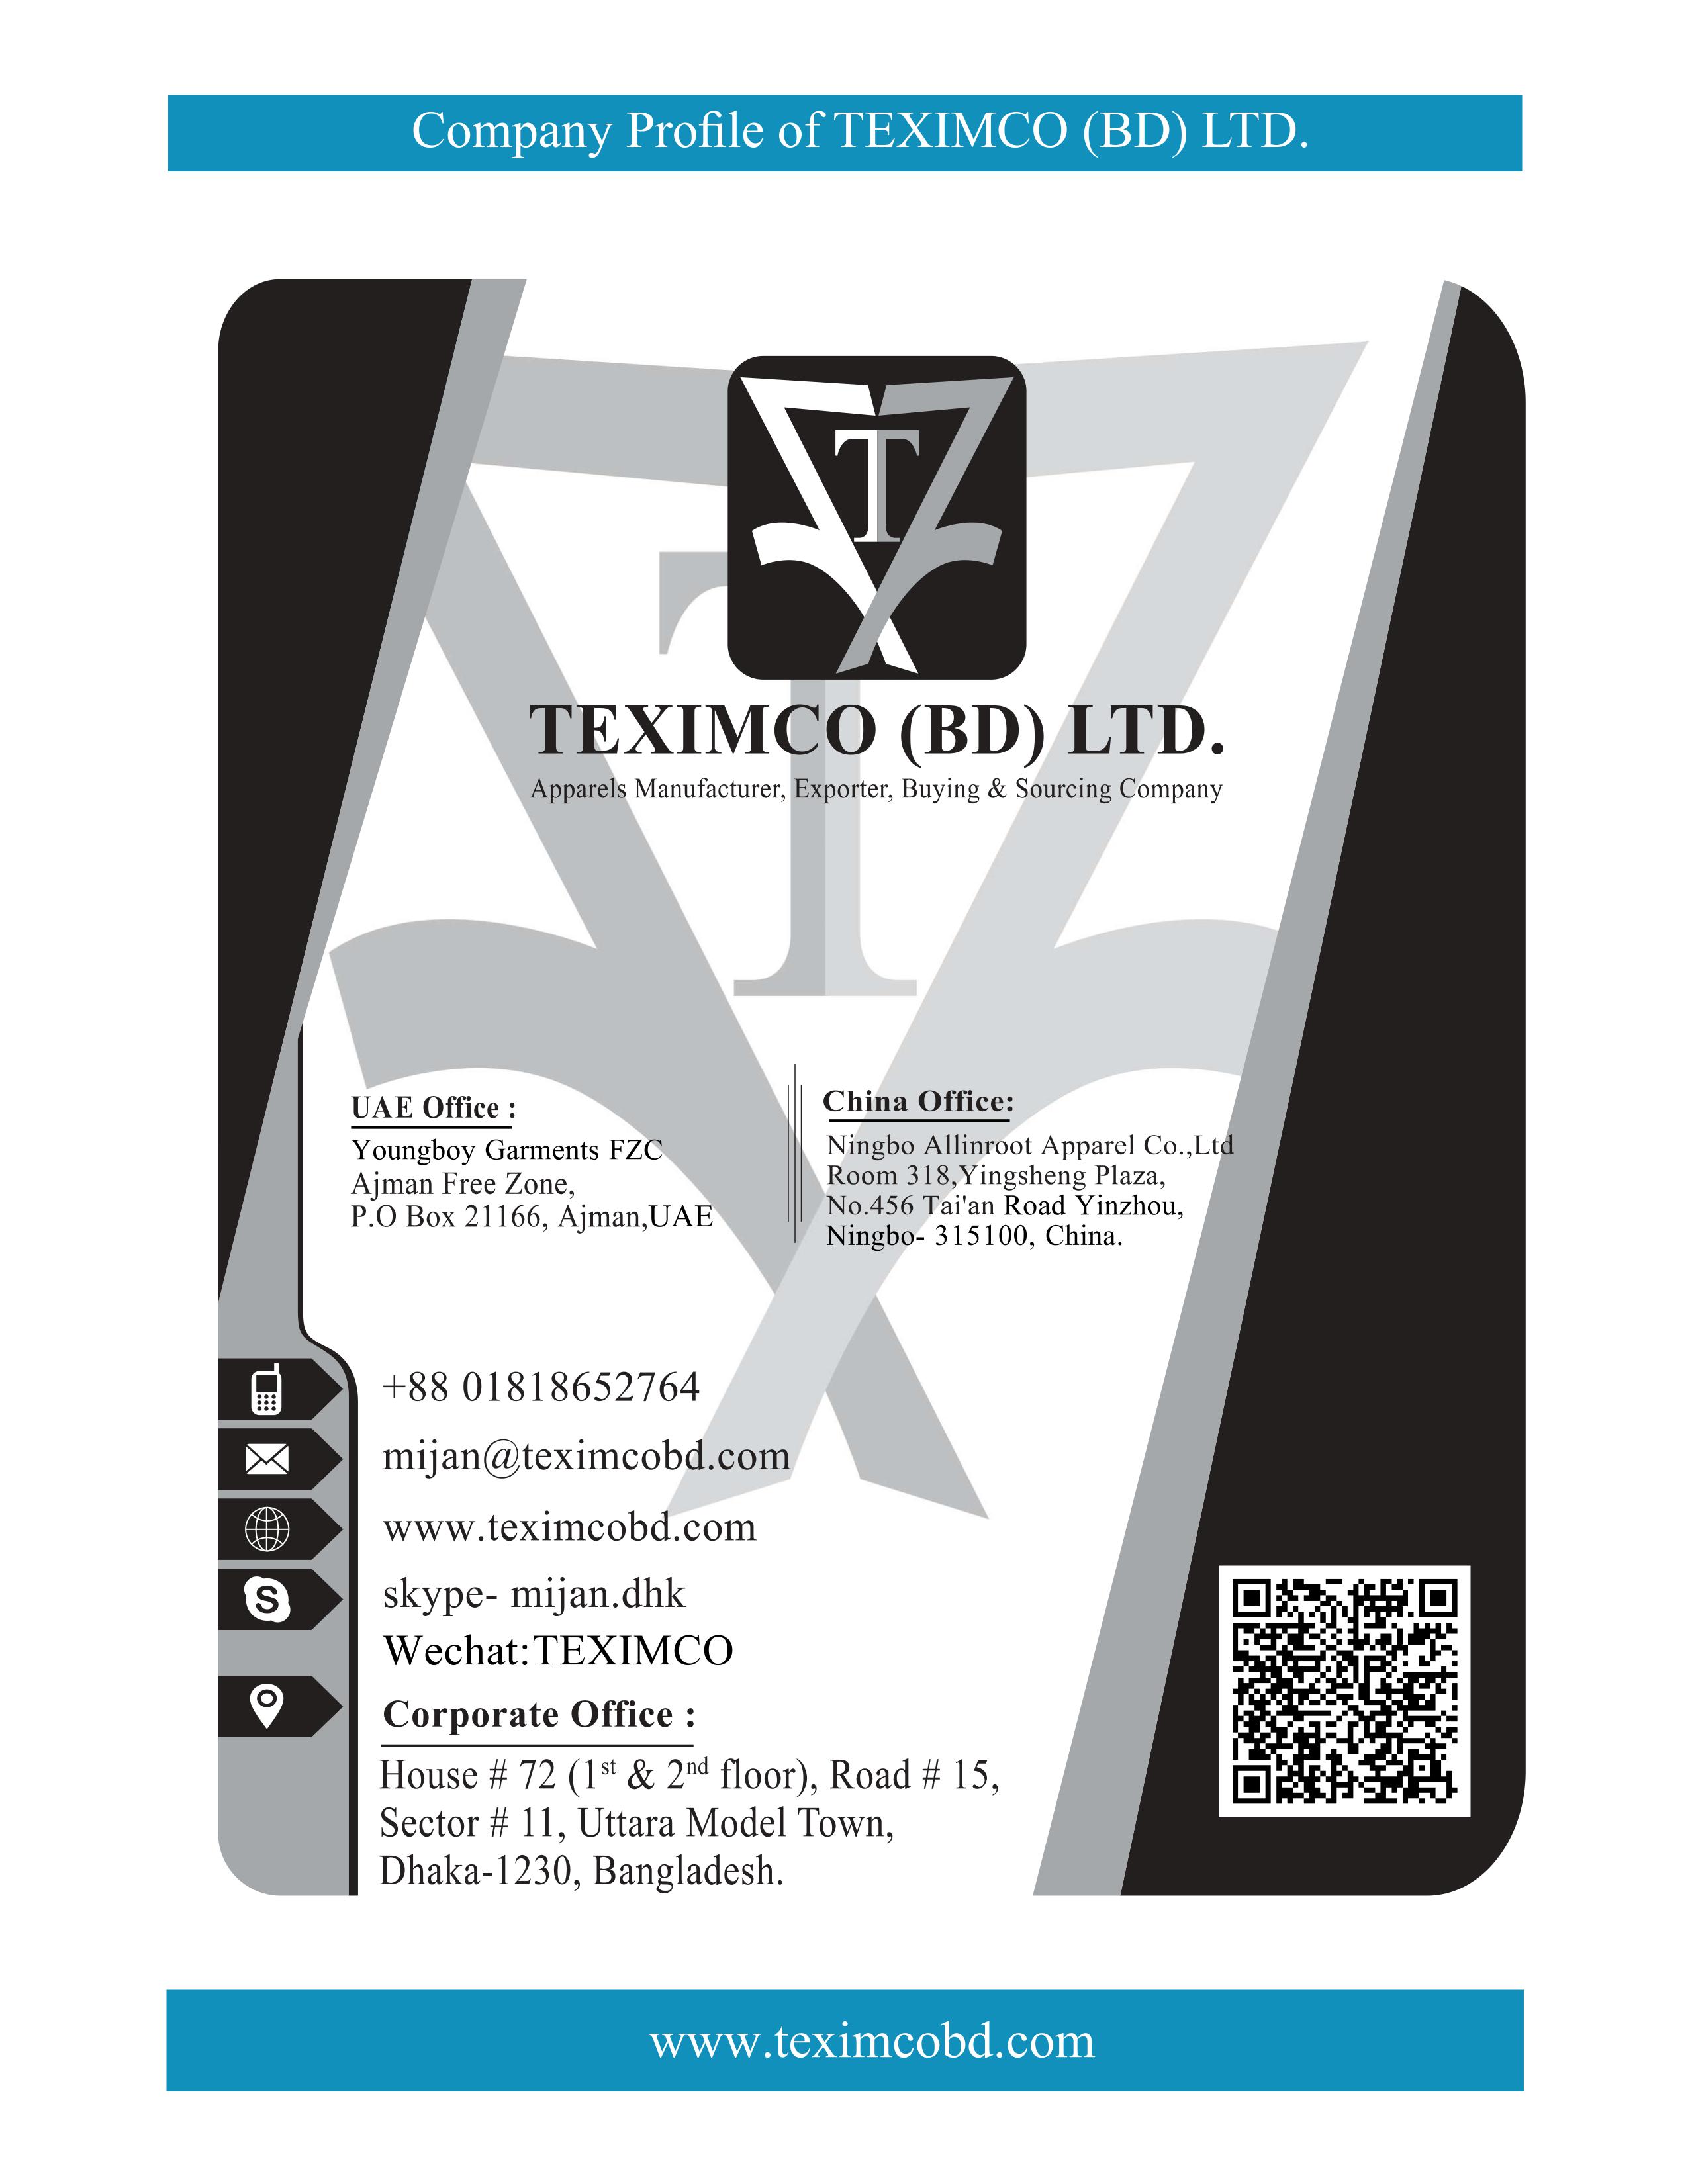 Company Profile of TEXIMCO (BD) LTD.
T
TEXIMCO (BD) LTD.
Apparels Manufacturer, Exporter, Buying & Sourcing Company
UAE Office :
Youngboy Garments FZC
Ajman Free Zone,
P.O Box 21166, Ajman,UAE
China Office:
Ningbo Allinroot Apparel Co.,Ltd
Room 318,Yingsheng Plaza,
No.456 Tai'an Road Yinzhou,
Ningbo- 315100, China.
+88 01818652764
mijan@teximcobd.com
www.teximcobd.com
skype- mijan.dhk
Wechat:TEXIMCO
Corporate Office :
House # 72 (1st & 2nd floor), Road # 15,
Sector # 11, Uttara Model Town,
Dhaka-1230, Bangladesh.
www.teximcobd.com